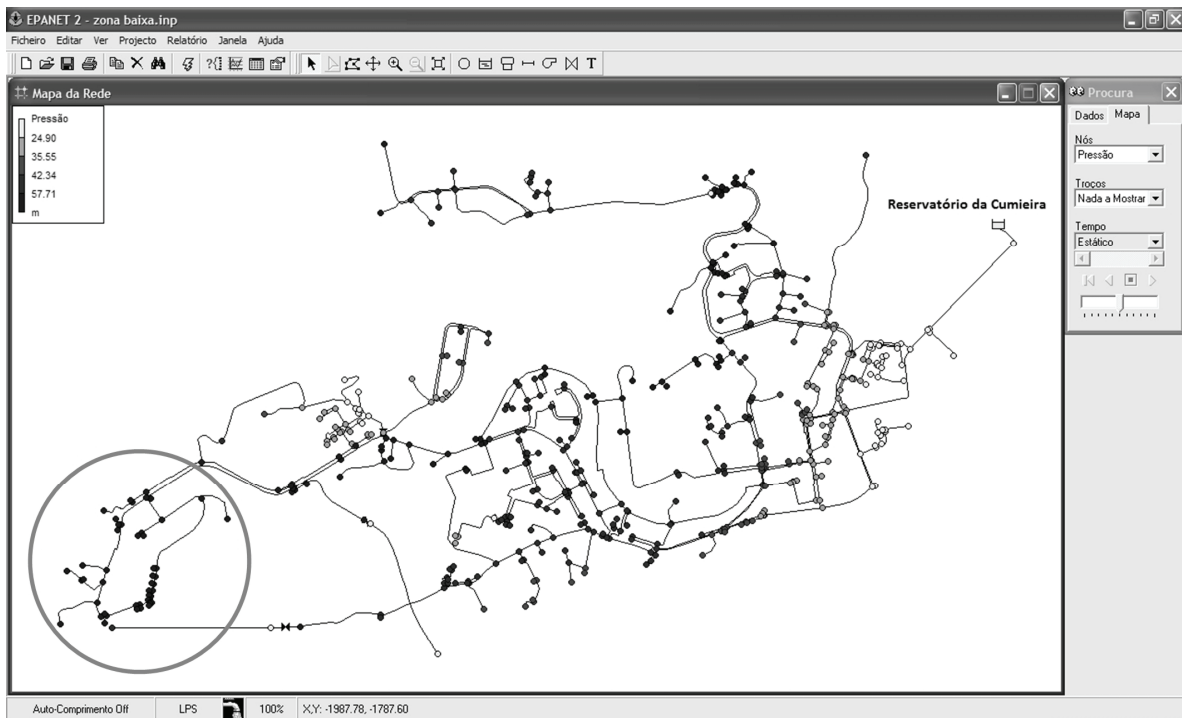 EPANET 2 - zona baixa.inp
Ficheiro Editar Ver Projecto Relatório Janela Ajuda
T
Mapa da Rede
Procura
Dados Mapa
Pressão
24.90
35.55
42.34
57.71
m
Nós
Pressão
Troços
Nada a Mostrar
Tempo
Estático
Reservatório da Cumieira
Auto-Comprimento Off LPS 100% X,Y: -1987.78, -1787.60